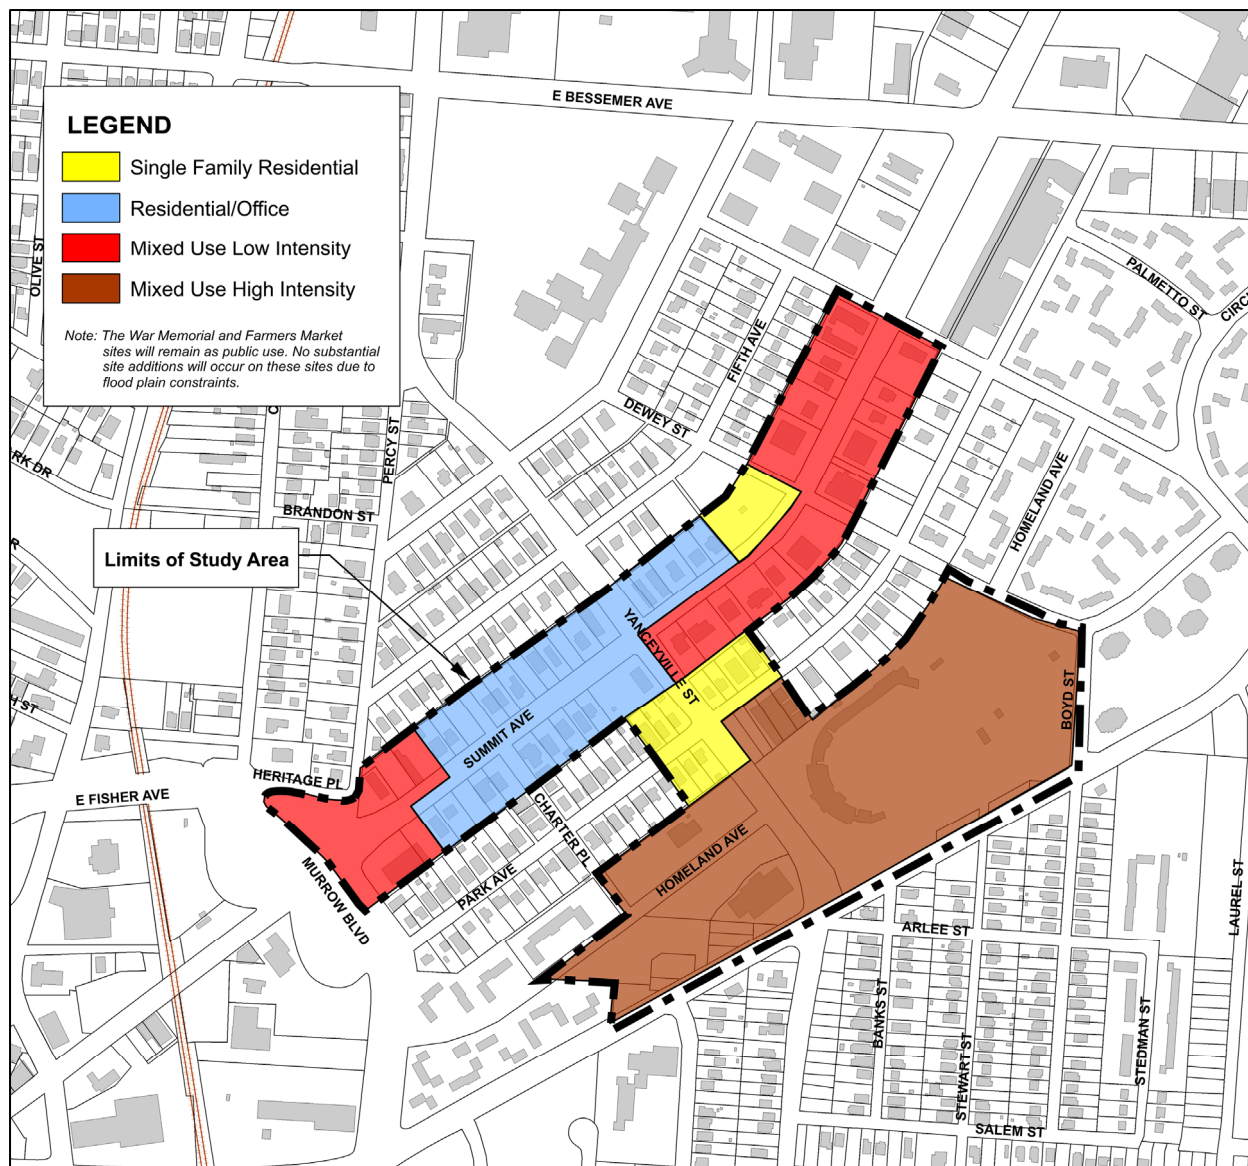 E BESSEMER AVE
LEGEND
Single Family Residential
Residential/Office
Mixed Use Low Intensity
Mixed Use High Intensity
Note: The War Memorial and Farmers Market
sites will remain as public use. No substantial
site additions will occur on these sites due to
flood plain constraints.
OLIVE ST
PALMETTO ST
FIFTH AVE
DEWEY ST
PERCY ST
RK DR
BRANDON ST
HOMELAND AVE
Limits of Study Area
YANCEYVILLE ST
BOYD ST
H ST
SUMMIT AVE
HERITAGE PL
E FISHER AVE
CHARTER PL
MURROW BLVD
PARK AVE
HOMELAND AVE
LAUREL ST
ARLEE ST
BANKS ST
STEWART ST
STEDMAN ST
SALEM ST